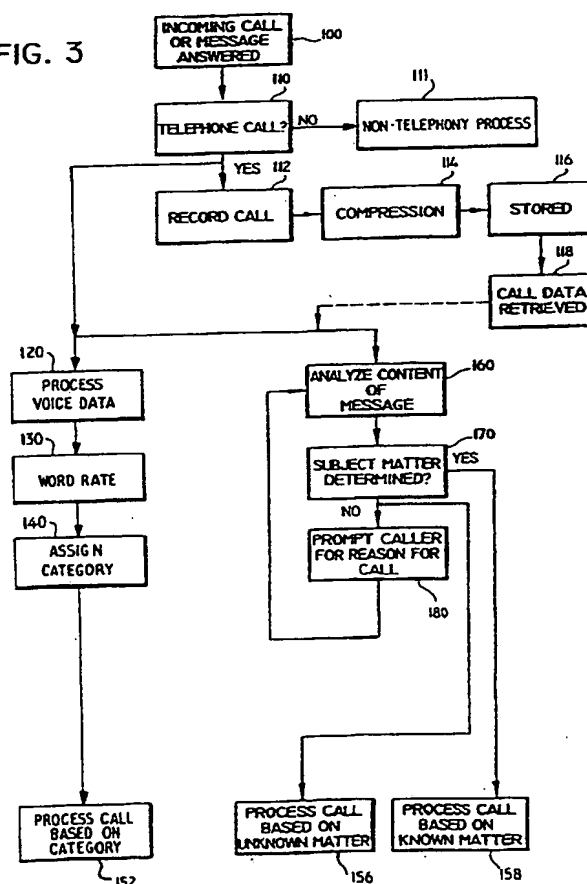 FIG. 3
INCOMING CALL
OR MESSAGE
ANSWERED
100
110
TELEPHONE CALL?
NO
111
NON-TELEPHONY PROCESS
YES
112
RECORD CALL
114
COMPRESSION
116
STORED
118
CALL DATA
RETRIEVED
120
PROCESS
VOICE DATA
130
WORD RATE
140
ASSIGN
CATEGORY
ANALYZE CONTENT
OF
MESSAGE
160
170
SUBJECT MATTER
DETERMINED?
YES
NO
PROMPT CALLER
FOR REASON FOR
CALL
180
PROCESS CALL
BASED ON
CATEGORY
152
PROCESS CALL
BASED ON
UNKNOWN MATTER
156
PROCESS CALL
BASED ON
KNOWN MATTER
158